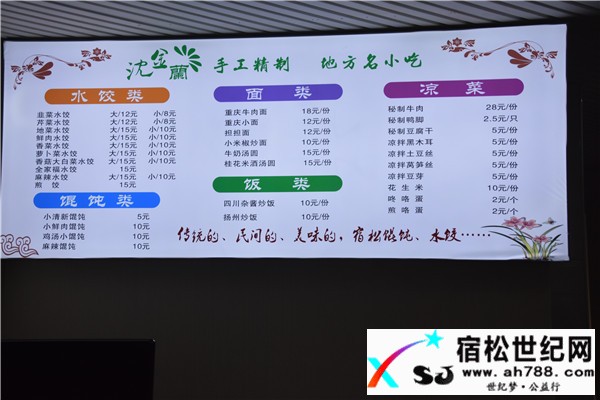 沈金蘭 手工精制 地方名小吃
水饺类
韭菜水饺 大/12元 小/8元
芹菜水饺 大/12元 小/8元
地菜水饺 大/15元 小/10元
鲜肉水饺 大/15元 小/10元
香菜水饺 大/15元 小/10元
萝卜菜水饺 大/15元 小/10元
香菇大白菜水饺 大/15元 小/10元
全家福水饺 15元
麻辣水饺 大/15元 小/10元
煎饺 15元
馄饨类
小清新馄饨 5元
小鲜肉馄饨 10元
鸡汤小馄饨 10元
麻辣馄饨 10元
面类
重庆牛肉面 18元/份
重庆小面 12元/份
担担面 12元/份
小米椒炒面 10元/份
牛奶汤圆 15元/份
桂花米酒汤圆 15元/份
饭类
四川杂酱炒饭 10元/份
扬州炒饭 10元/份
凉菜
秘制牛肉 28元/份
秘制鸭脚 2.5元/只
秘制豆腐干 5元/份
凉拌黑木耳 5元/份
凉拌土豆丝 5元/份
凉拌莴笋丝 5元/份
凉拌豆芽 5元/份
花生米 10元/份
咚咯蛋 2元/个
煎咯蛋 2元/个
传统的、民间的、美味的，宿松馄饨、水饺……
XSJ
宿松世纪网
www.ah788.com
世纪梦·公益行